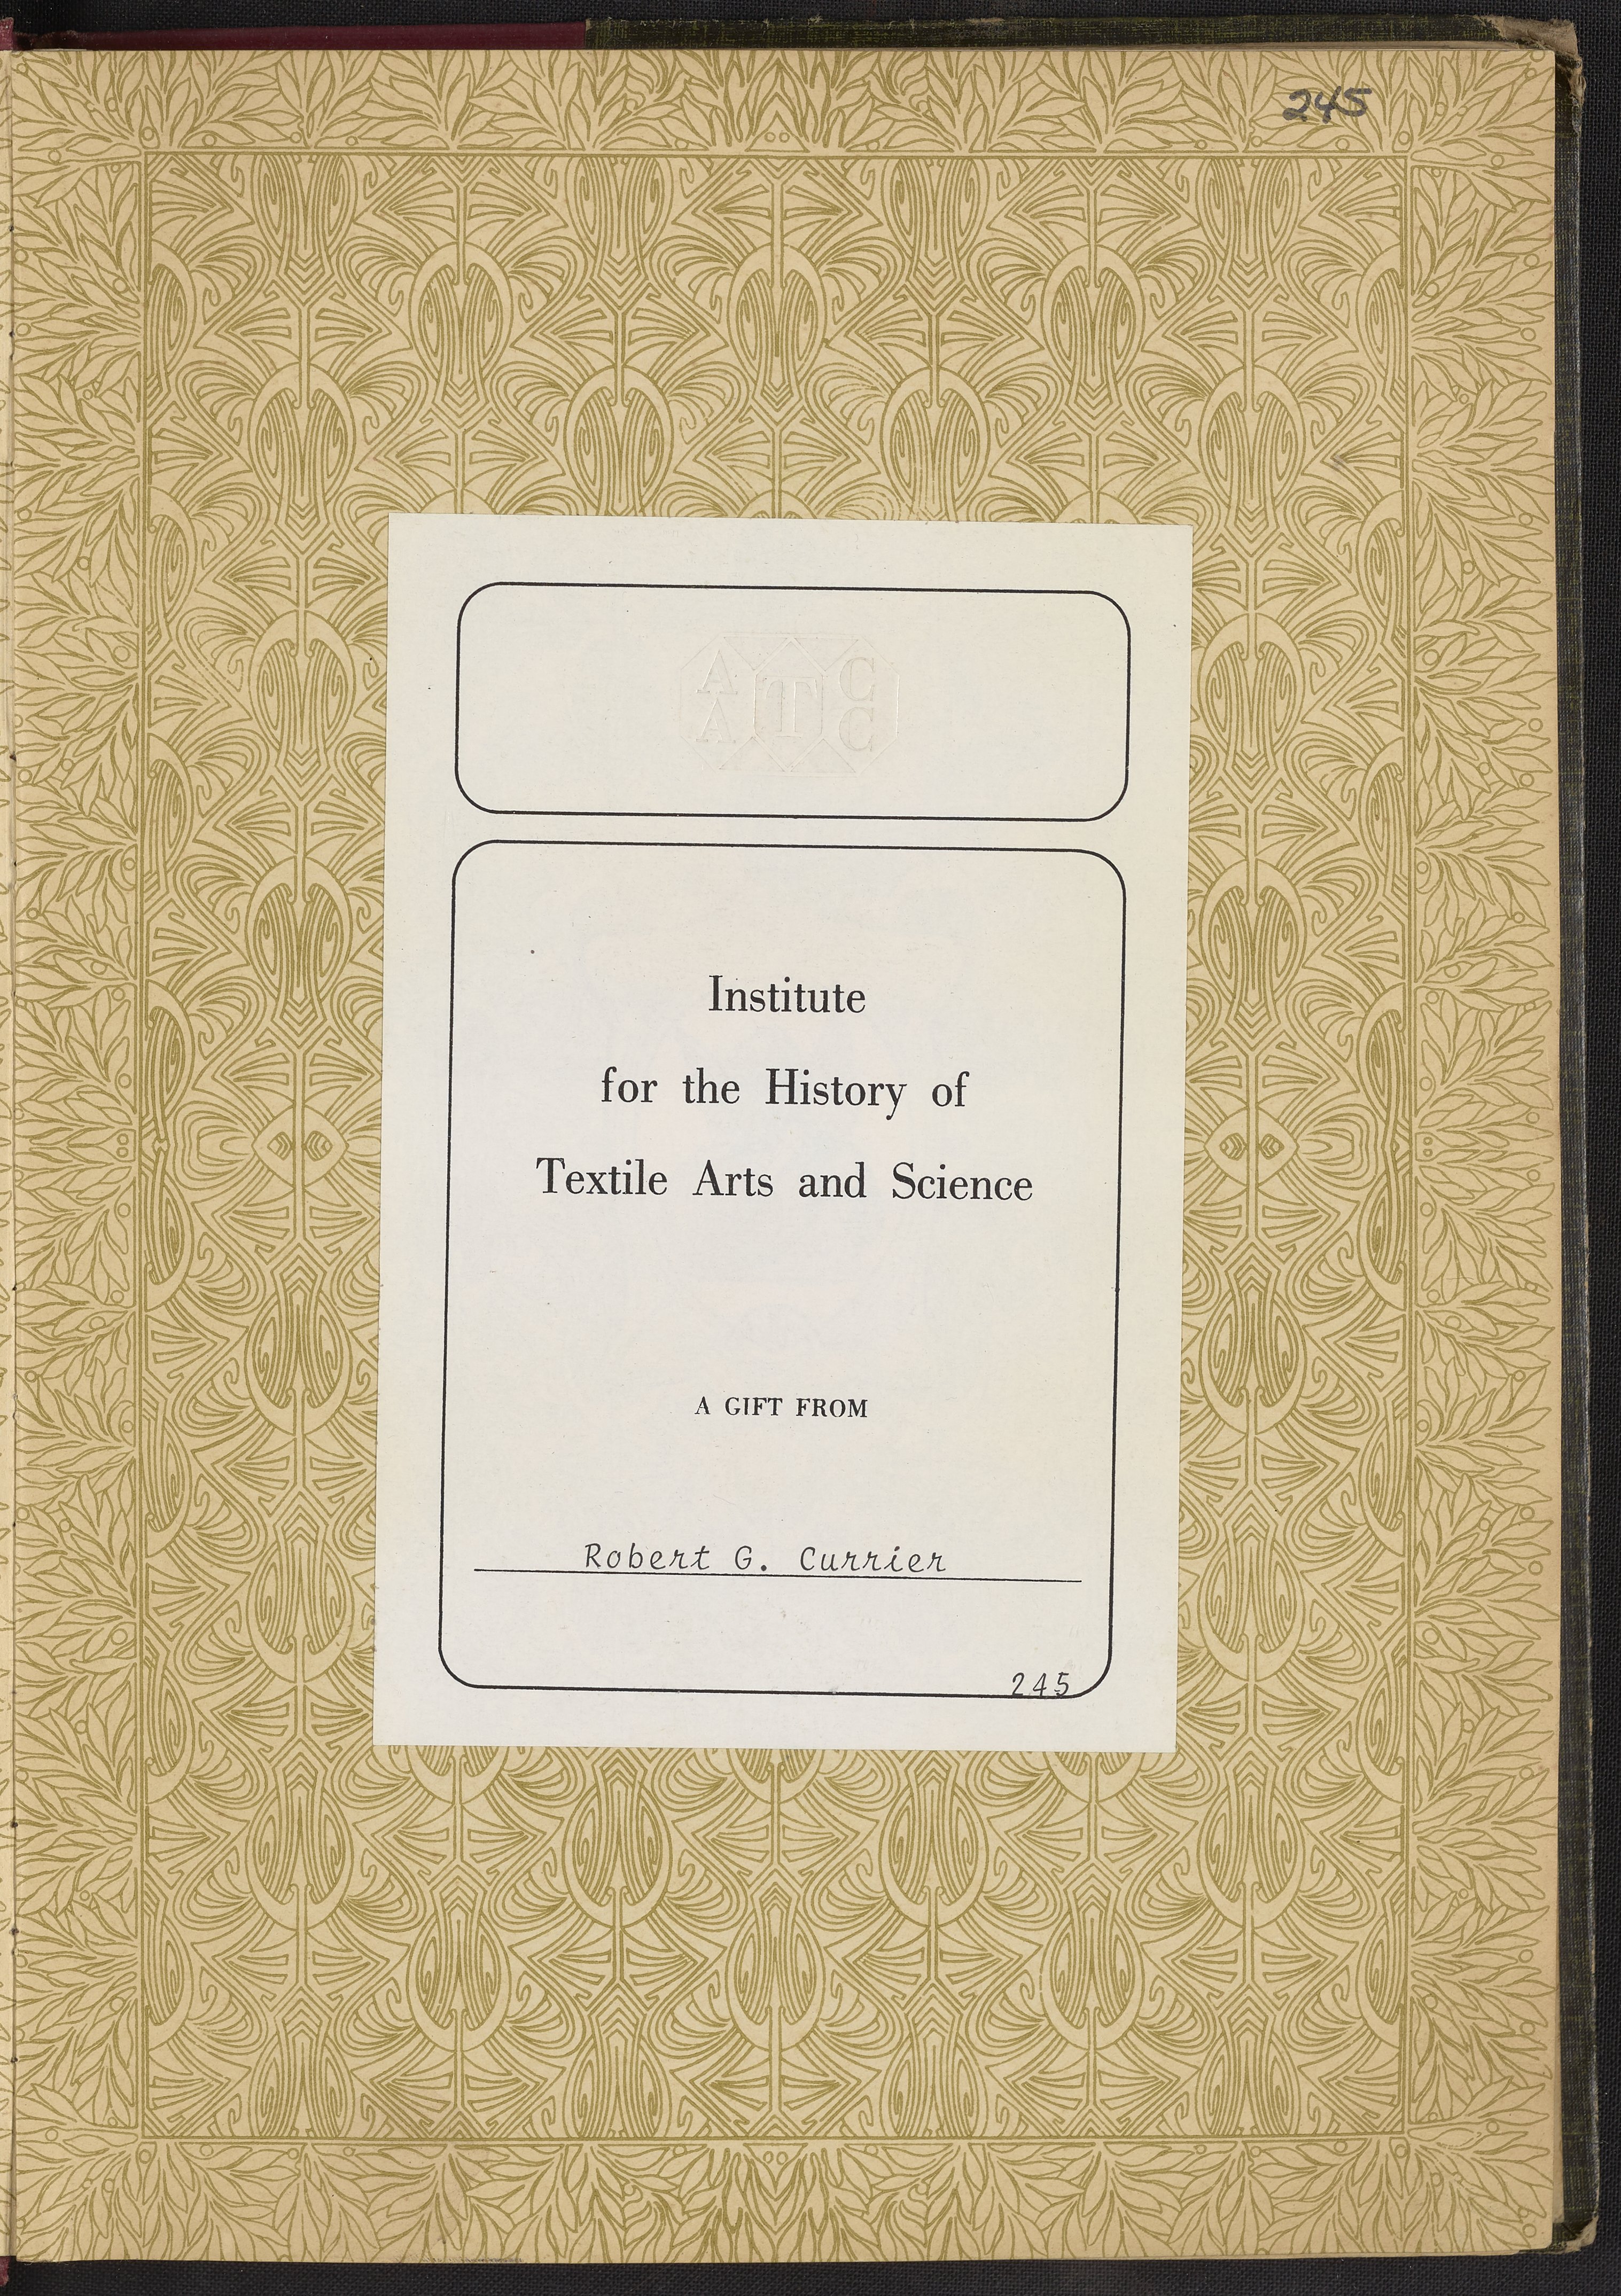 245
A C
T
A C
Institute
for the History of
Textile Arts and Science
A GIFT FROM
Robert G. Currier
245